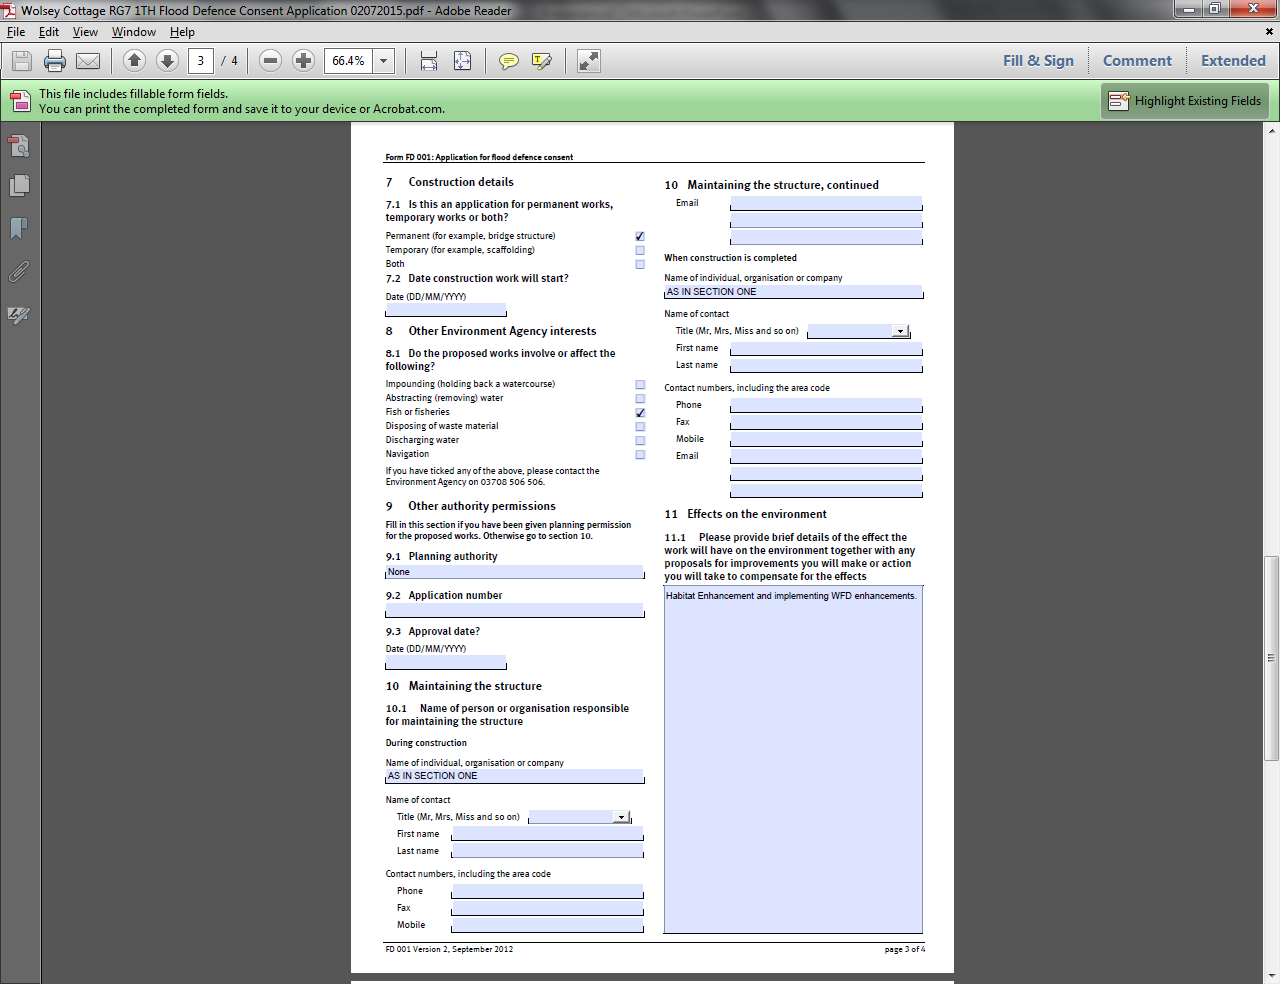 Wolsey Cottage RG7 1TH Flood Defence Consent Application 02072015.pdf - Adobe Reader
File Edit View Window Help
3 / 4 66.4% Fill & Sign Comment Extended
This file includes fillable form fields.
You can print the completed form and save it to your device or Acrobat.com.
Highlight Existing Fields
Form FD 001: Application for flood defence consent
7 Construction details
7.1 Is this an application for permanent works,
temporary works or both?
Permanent (for example, bridge structure)
Temporary (for example, scaffolding)
Both
7.2 Date construction work will start?
Date (DD/MM/YYYY)
8 Other Environment Agency interests
8.1 Do the proposed works involve or affect the
following?
Impounding (holding back a watercourse)
Abstracting (removing) water
Fish or fisheries
Disposing of waste material
Discharging water
Navigation
If you have ticked any of the above, please contact the
Environment Agency on 03708 506 506.
9 Other authority permissions
Fill in this section if you have been given planning permission
for the proposed works. Otherwise go to section 10.
9.1 Planning authority
None
9.2 Application number
9.3 Approval date?
Date (DD/MM/YYYY)
10 Maintaining the structure
10.1 Name of person or organisation responsible
for maintaining the structure
During construction
Name of individual, organisation or company
AS IN SECTION ONE
Name of contact
Title (Mr, Mrs, Miss and so on)
First name
Last name
Contact numbers, including the area code
Phone
Fax
Mobile
10 Maintaining the structure, continued
Email
When construction is completed
Name of individual, organisation or company
AS IN SECTION ONE
Name of contact
Title (Mr, Mrs, Miss and so on)
First name
Last name
Contact numbers, including the area code
Phone
Fax
Mobile
Email
11 Effects on the environment
11.1 Please provide brief details of the effect the
work will have on the environment together with any
proposals for improvements you will make or action
you will take to compensate for the effects
Habitat Enhancement and implementing WFD enhancements.
FD 001 Version 2, September 2012
page 3 of 4